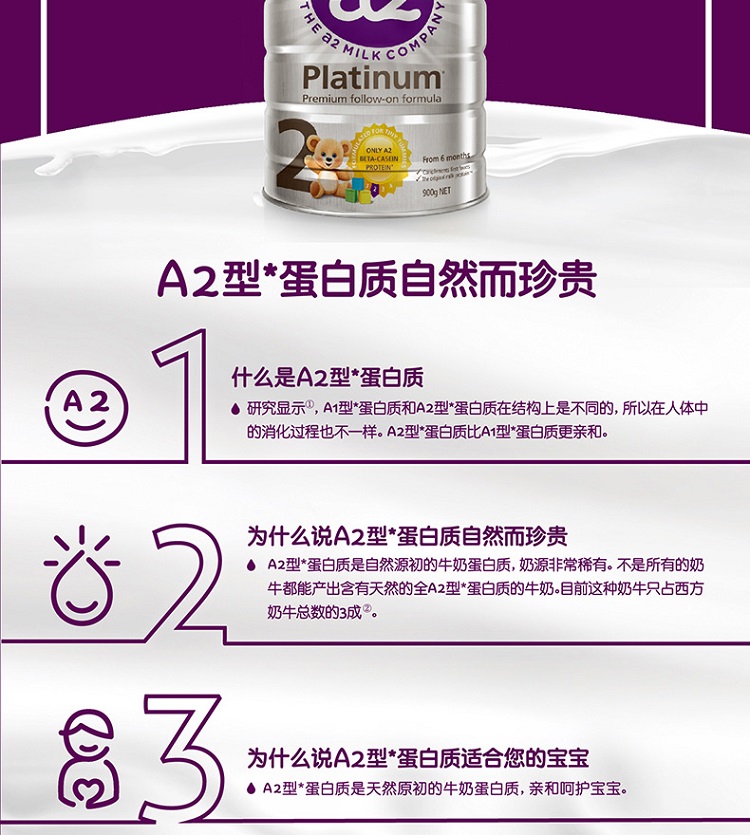 a2
THE a2 MILK COMPANY
Platinum
Premium follow-on formula
2
ONLY A2
BETA-CASEIN
PROTEIN
From 6 months
900g NET
A2型*蛋白质自然而珍贵
1
A2
什么是A2型*蛋白质
研究显示①，A1型*蛋白质和A2型*蛋白质在结构上是不同的，所以在人体中
的消化过程也不一样。A2型*蛋白质比A1型*蛋白质更亲和。
2
为什么说A2型*蛋白质自然而珍贵
A2型*蛋白质是自然源初的牛奶蛋白质，奶源非常稀有。不是所有的奶
牛都能产出含有天然的全A2型*蛋白质的牛奶。目前这种奶牛只占西方
奶牛总数的3成②。
3
为什么说A2型*蛋白质适合您的宝宝
A2型*蛋白质是天然原初的牛奶蛋白质，亲和呵护宝宝。